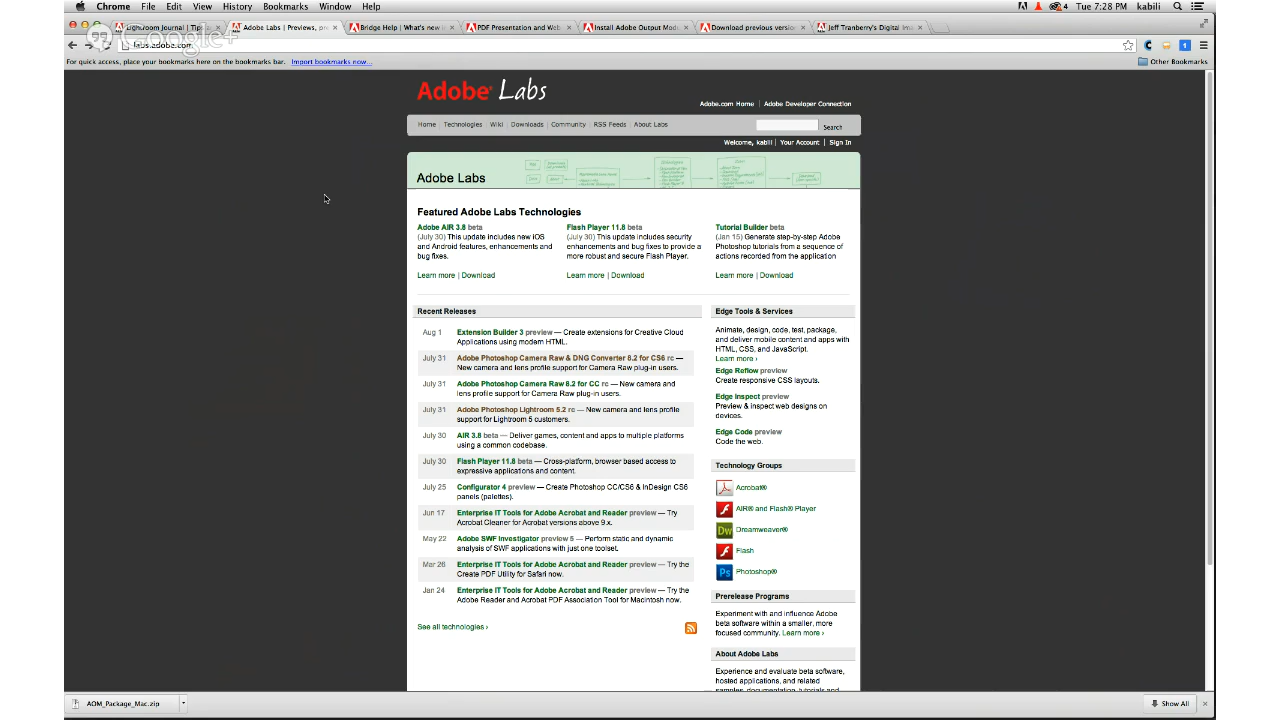 Chrome File Edit View History Bookmarks Window Help 4 Tu 7:28 PM kabili
Lightroom Journal | Tip Adobe Labs | Previews, pre Bridge Help | What's new in PDF Presentation and Web Install Adobe Output Mod Download previous version Jeff Tranberry's Digital Im
Google+
labs.adobe.com
For quick access, place your bookmarks here on the bookmarks bar. Import bookmarks now... Other Bookmarks
Adobe Labs
Adobe.com Home | Adobe Developer Connection
Home Technologies Wiki Downloads Community RSS Feeds About Labs Search
Welcome, kabili | Your Account | Sign In
Adobe Labs
Featured Adobe Labs Technologies
Adobe AIR 3.8 beta
(July 30) This update includes new iOS
and Android features, enhancements and
bug fixes.
Learn more | Download
Flash Player 11.8 beta
(July 30) This update includes security
enhancements and bug fixes to provide a
more robust and secure Flash Player.
Learn more | Download
Tutorial Builder beta
(Jan 15) Generate step-by-step Adobe
Photoshop tutorials from a sequence of
actions recorded from the application
Learn more | Download
Recent Releases
Aug 1 Extension Builder 3 preview — Create extensions for Creative Cloud
Applications using modern HTML.
July 31 Adobe Photoshop Camera Raw & DNG Converter 8.2 for CS6 rc —
New camera and lens profile support for Camera Raw plug-in users.
July 31 Adobe Photoshop Camera Raw 8.2 for CC rc — New camera and
lens profile support for Camera Raw plug-in users.
July 31 Adobe Photoshop Lightroom 5.2 rc — New camera and lens profile
support for Lightroom 5 customers.
July 30 AIR 3.8 beta — Deliver games, content and apps to multiple platforms
using a common codebase.
July 30 Flash Player 11.8 beta — Cross-platform, browser based access to
expressive applications and content.
July 25 Configurator 4 preview — Create Photoshop CC/CS6 & InDesign CS6
panels (palettes).
Jun 17 Enterprise IT Tools for Adobe Acrobat and Reader preview — Try
Acrobat Cleaner for Acrobat versions above 9.x.
May 22 Adobe SWF Investigator preview 5 — Perform static and dynamic
analysis of SWF applications with just one toolset.
Mar 26 Enterprise IT Tools for Adobe Acrobat and Reader preview — Try the
Create PDF Utility for Safari now.
Jan 24 Enterprise IT Tools for Adobe Acrobat and Reader preview — Try the
Adobe Reader and Acrobat PDF Association Tool for Macintosh now.
See all technologies ›
Edge Tools & Services
Animate, design, code, test, package,
and deliver mobile content and apps with
HTML, CSS, and JavaScript.
Learn more ›
Edge Reflow preview
Create responsive CSS layouts.
Edge Inspect preview
Preview & inspect web designs on
devices.
Edge Code preview
Code the web.
Technology Groups
Acrobat®
AIR® and Flash® Player
Dw Dreamweaver®
Flash
Ps Photoshop®
Prerelease Programs
Experiment with and influence Adobe
beta software within a smaller, more
focused community. Learn more ›
About Adobe Labs
Experience and evaluate beta software,
hosted applications, and related
samples, documentation, tutorials and
AOM_Package_Mac.zip Show All